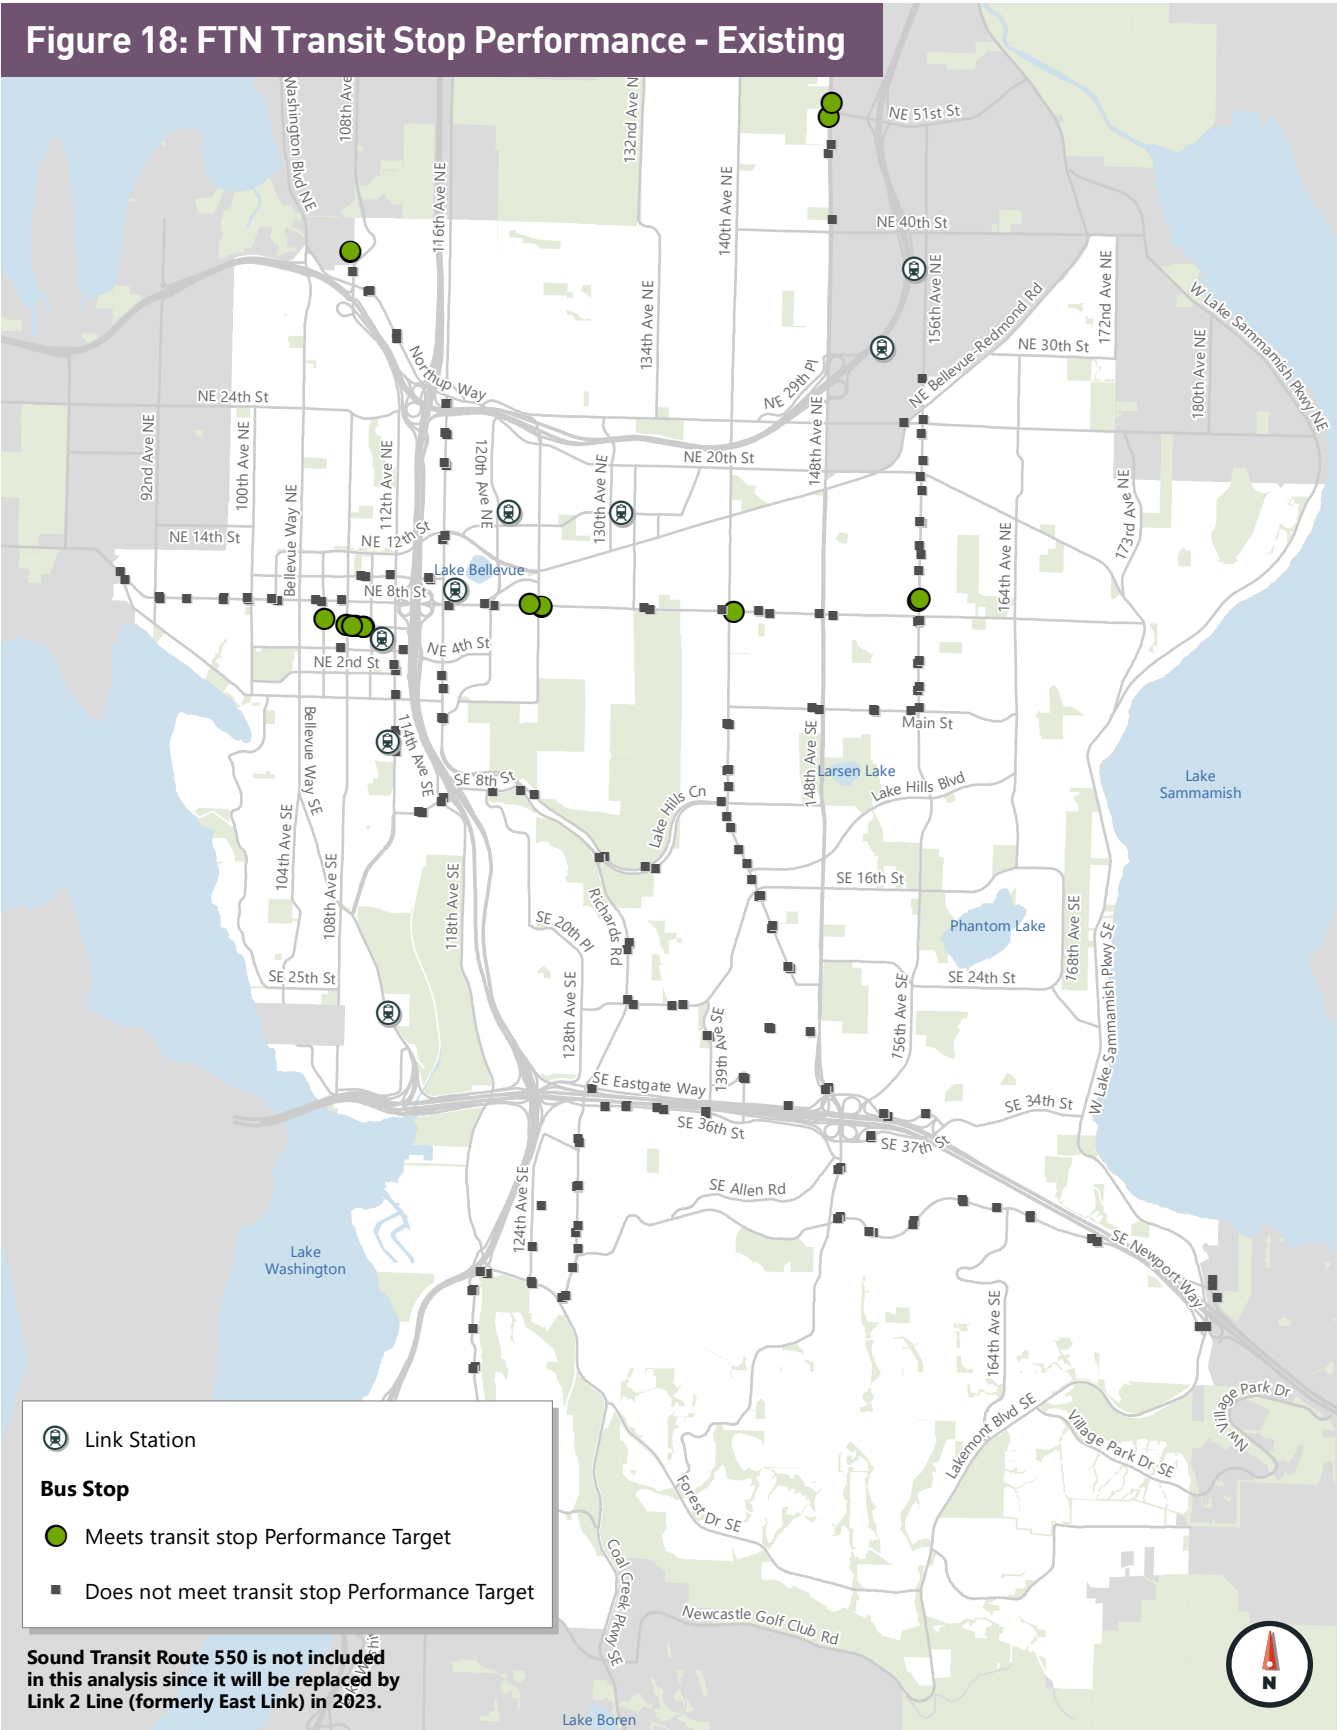 Figure 18: FTN Transit Stop Performance - Existing
Washington Blvd NE
108th Ave
116th Ave NE
132nd Ave N
140th Ave NE
NE 51st St
NE 40th St
156th Ave NE
172nd Ave NE
W Lake Sammamish Pkwy NE
134th Ave NE
NE 30th St
180th Ave NE
NE Bellevue-Redmond Rd
NE 29th Pl
Northup Way
NE 24th St
92nd Ave NE
100th Ave NE
112th Ave NE
120th Ave NE
148th Ave NE
NE 20th St
130th Ave NE
173rd Ave NE
Bellevue Way NE
NE 14th St
NE 12th St
164th Ave NE
Lake Bellevue
NE 8th St
NE 4th St
NE 2nd St
Main St
Bellevue Way SE
114th Ave SE
148th Ave SE
Larsen Lake
SE 8th St
Lake Hills Cn
Lake Hills Blvd
Lake
Sammamish
104th Ave SE
108th Ave SE
118th Ave SE
SE 16th St
Richards Rd
SE 20th Pl
Phantom Lake
168th Ave SE
W Lake Sammamish Pkwy SE
SE 25th St
SE 24th St
128th Ave SE
139th Ave SE
156th Ave SE
SE Eastgate Way
SE 34th St
SE 36th St
SE 37th St
124th Ave SE
SE Allen Rd
SE Newport Way
Lake
Washington
164th Ave SE
Village Park Dr
NW Village
Lakemont Blvd SE
Village Park Dr SE
Forest Dr SE
Coal Creek Pkwy SE
Newcastle Golf Club Rd
Lake Boren
Link Station
Bus Stop
Meets transit stop Performance Target
Does not meet transit stop Performance Target
Sound Transit Route 550 is not included
in this analysis since it will be replaced by
Link 2 Line (formerly East Link) in 2023.
N